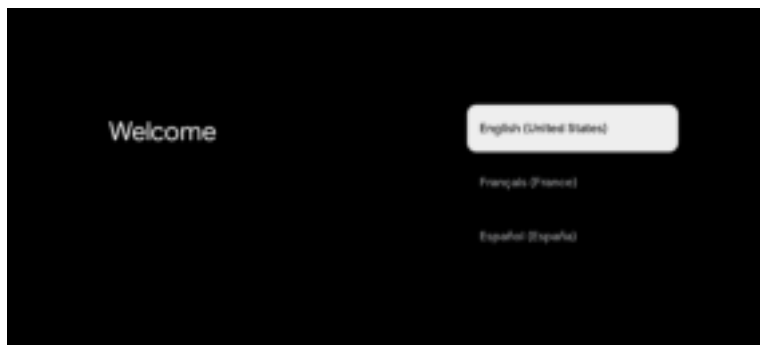 Welcome
English (United States)
Français (France)
Español (España)